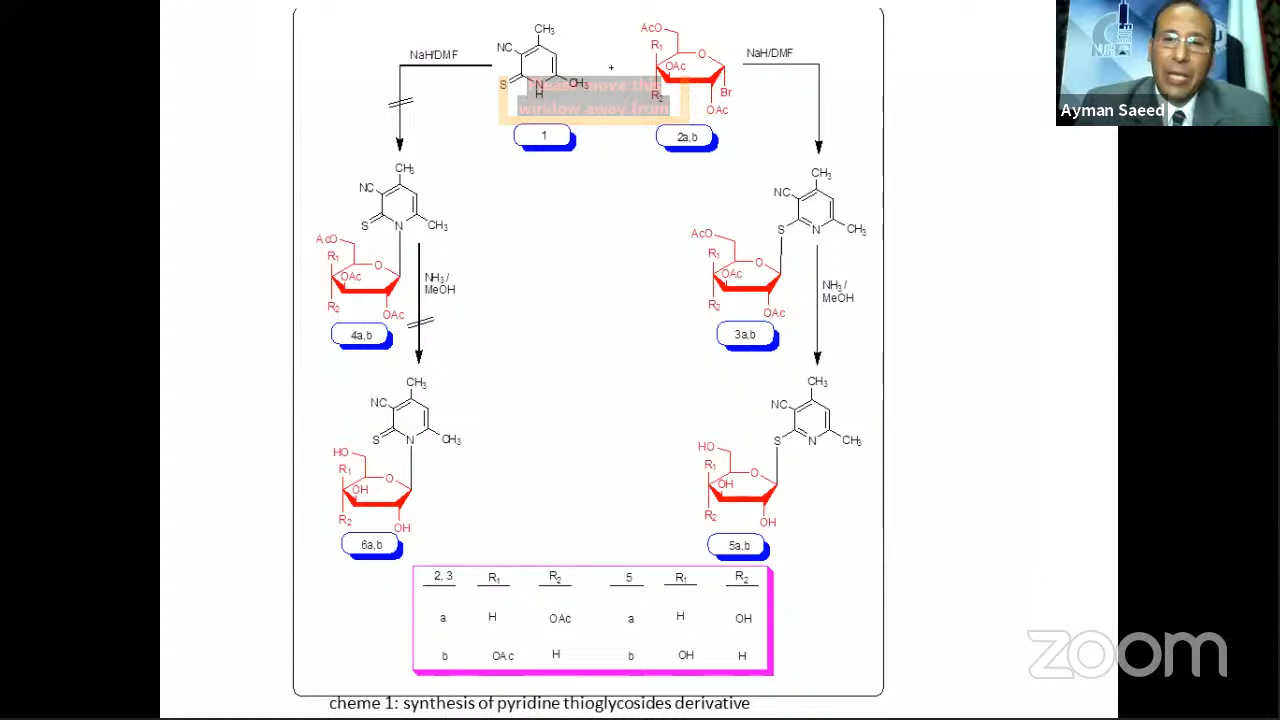 CH3
NC
S
N
H
CH3
+
AcO
R1
O
OAc
R2
Br
OAc
NaH/DMF
NaH/DMF
window away from
1
2a,b
Ayman Saeed
CH3
NC
S
N
CH3
AcO
R1
O
OAc
R2
OAc
NH3 /
MeOH
4a,b
CH3
NC
S
N
CH3
AcO
R1
O
OAc
R2
OAc
NH3 /
MeOH
3a,b
CH3
NC
S
N
CH3
HO
R1
O
OH
R2
OH
6a,b
CH3
NC
S
N
CH3
HO
R1
O
OH
R2
OH
5a,b
2, 3 R1 R2 5 R1 R2
a H OAc a H OH
b OAc H b OH H
zoom
cheme 1: synthesis of pyridine thioglycosides derivative